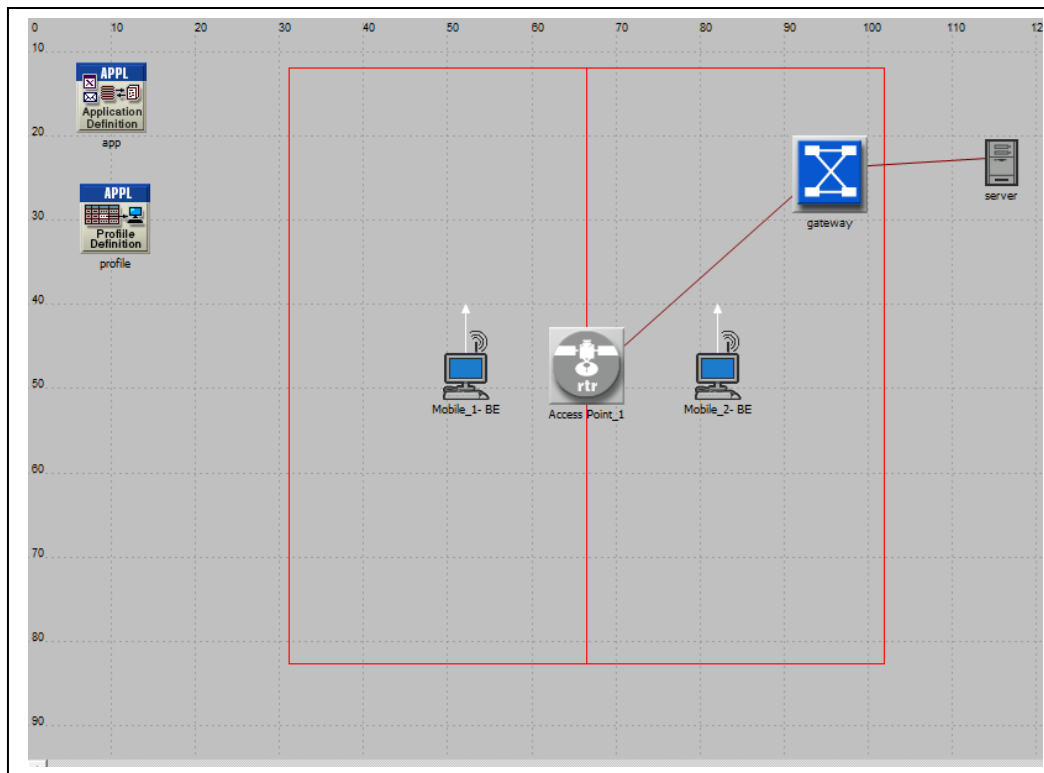 0 10 20 30 40 50 60 70 80 90 100 110 12
10
APPL
Application
Definition
app
20
server
APPL
Profile
Definition
profile
30
gateway
40
50
rtr
Mobile_1- BE
Access Point_1
Mobile_2- BE
60
70
80
90